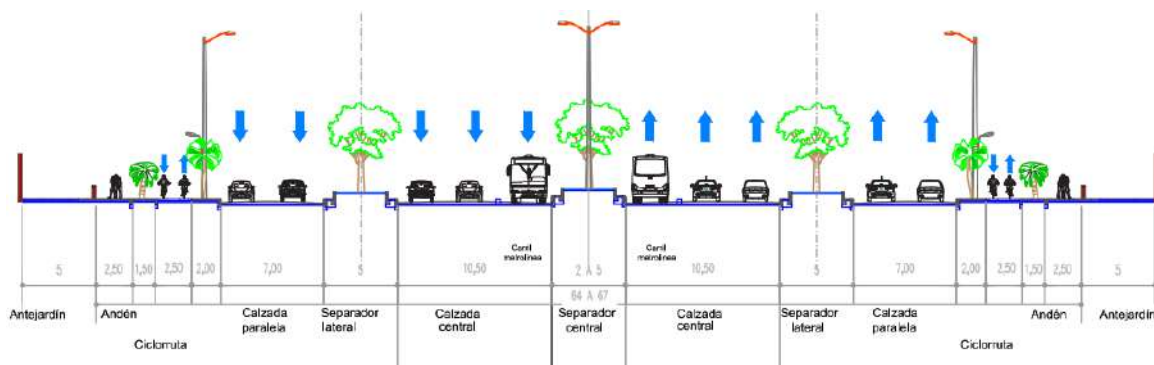 Carril
metrolinea
Carril
metrolinea
5 2,50 1,50 2,50 2,00 7,00 5 10,50 2 A 5 10,50 5 7,00 2,00 2,50 1,50 2,50 5
64 A 67
Antejardín Andén Calzada paralela Separador lateral Calzada central Separador central Calzada central Separador lateral Calzada paralela Andén Antejardín
Ciclorruta Ciclorruta